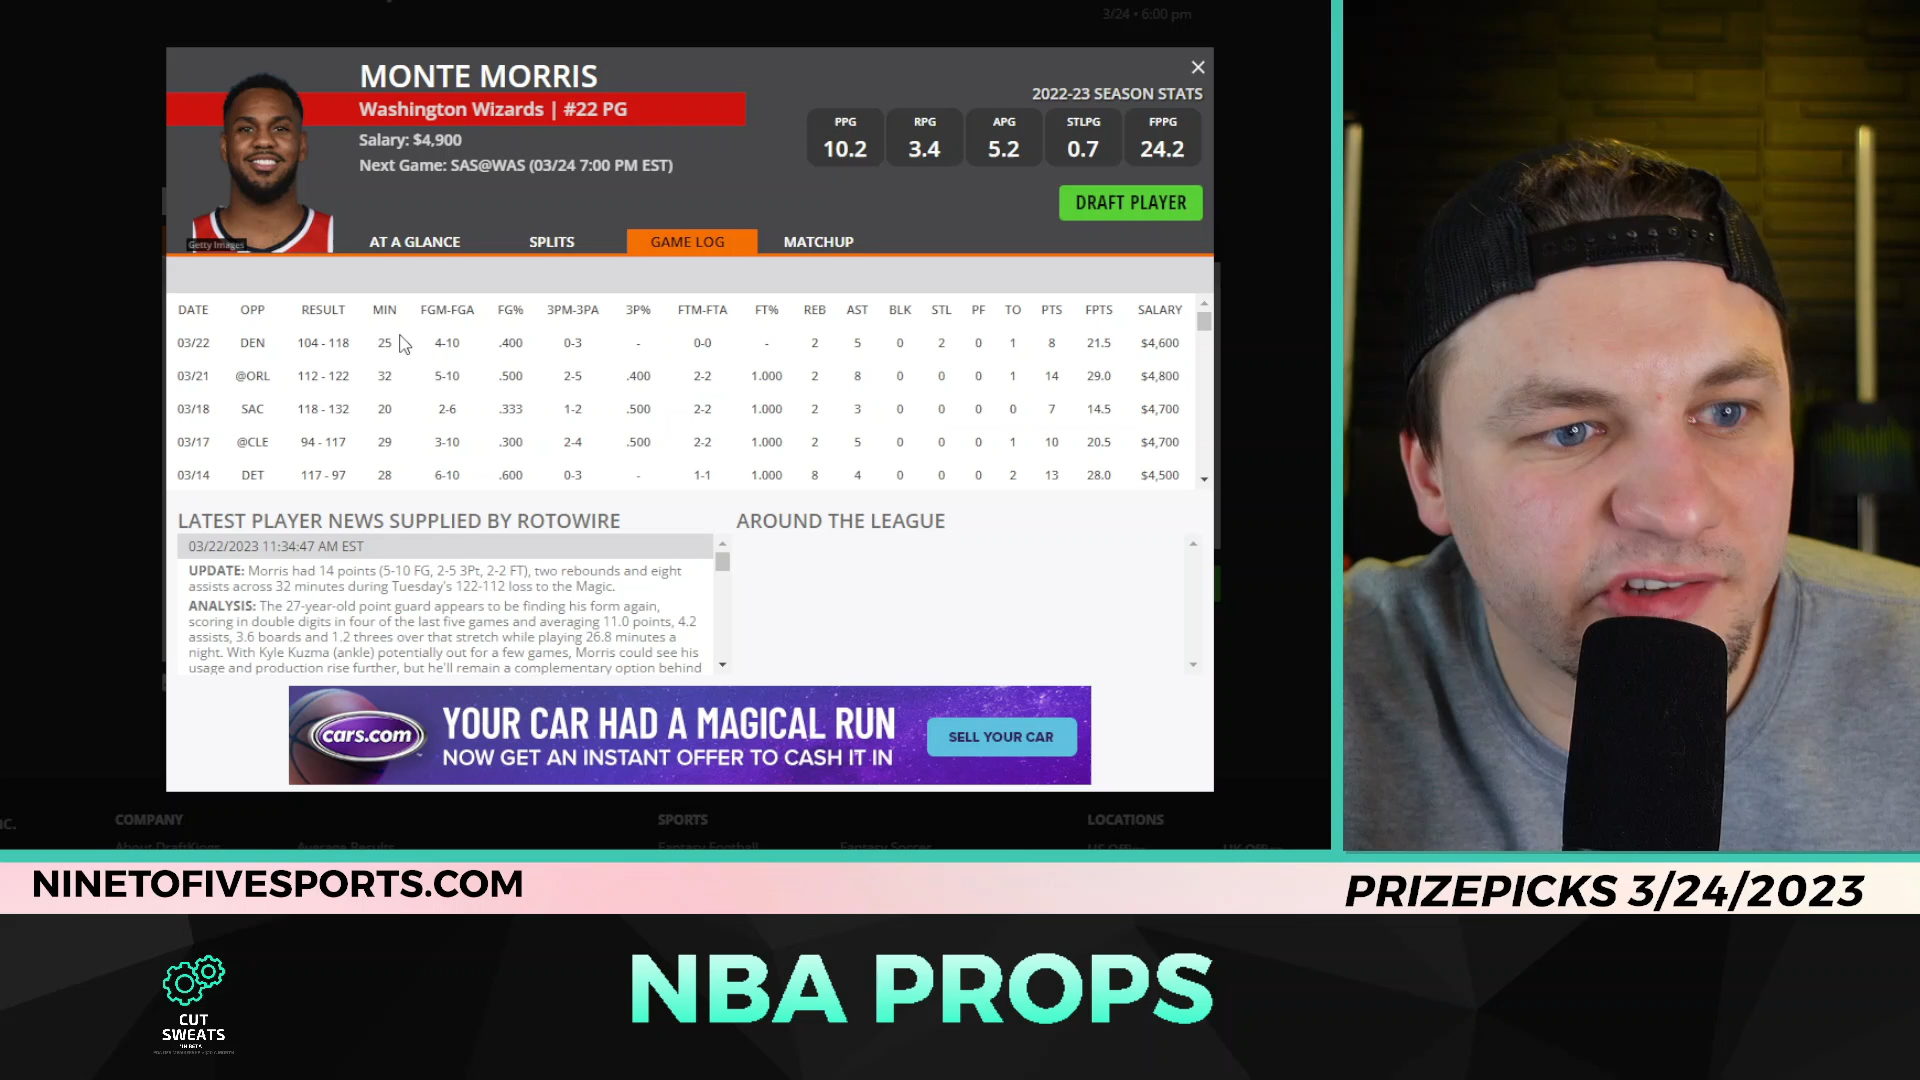 3/24 • 6:00 pm
MONTE MORRIS
Washington Wizards | #22 PG
Salary: $4,900
Next Game: SAS@WAS (03/24 7:00 PM EST)
2022-23 SEASON STATS
PPG RPG APG STLPG FPPG
10.2 3.4 5.2 0.7 24.2
DRAFT PLAYER
Getty Images
AT A GLANCE SPLITS GAME LOG MATCHUP
DATE OPP RESULT MIN FGM-FGA FG% 3PM-3PA 3P% FTM-FTA FT% REB AST BLK STL PF TO PTS FPTS SALARY
03/22 DEN 104 - 118 25 4-10 .400 0-3 - 0-0 - 2 5 0 2 0 1 8 21.5 $4,600
03/21 @ORL 112 - 122 32 5-10 .500 2-5 .400 2-2 1.000 2 8 0 0 0 1 14 29.0 $4,800
03/18 SAC 118 - 132 20 2-6 .333 1-2 .500 2-2 1.000 2 3 0 0 0 0 7 14.5 $4,700
03/17 @CLE 94 - 117 29 3-10 .300 2-4 .500 2-2 1.000 2 5 0 0 0 1 10 20.5 $4,700
03/14 DET 117 - 97 28 6-10 .600 0-3 - 1-1 1.000 8 4 0 0 0 2 13 28.0 $4,500
LATEST PLAYER NEWS SUPPLIED BY ROTOWIRE
03/22/2023 11:34:47 AM EST
UPDATE: Morris had 14 points (5-10 FG, 2-5 3Pt, 2-2 FT), two rebounds and eight
assists across 32 minutes during Tuesday's 122-112 loss to the Magic.
ANALYSIS: The 27-year-old point guard appears to be finding his form again,
scoring in double digits in four of the last five games and averaging 11.0 points, 4.2
assists, 3.6 boards and 1.2 threes over that stretch while playing 26.8 minutes a
night. With Kyle Kuzma (ankle) potentially out for a few games, Morris could see his
usage and production rise further, but he'll remain a complementary option behind
AROUND THE LEAGUE
cars.com
YOUR CAR HAD A MAGICAL RUN
NOW GET AN INSTANT OFFER TO CASH IT IN
SELL YOUR CAR
COMPANY SPORTS LOCATIONS
About DraftKings Average Results Fantasy Football Fantasy Soccer
NINETOFIVESPORTS.COM
PRIZEPICKS 3/24/2023
NBA PROPS
CUT
SWEATS